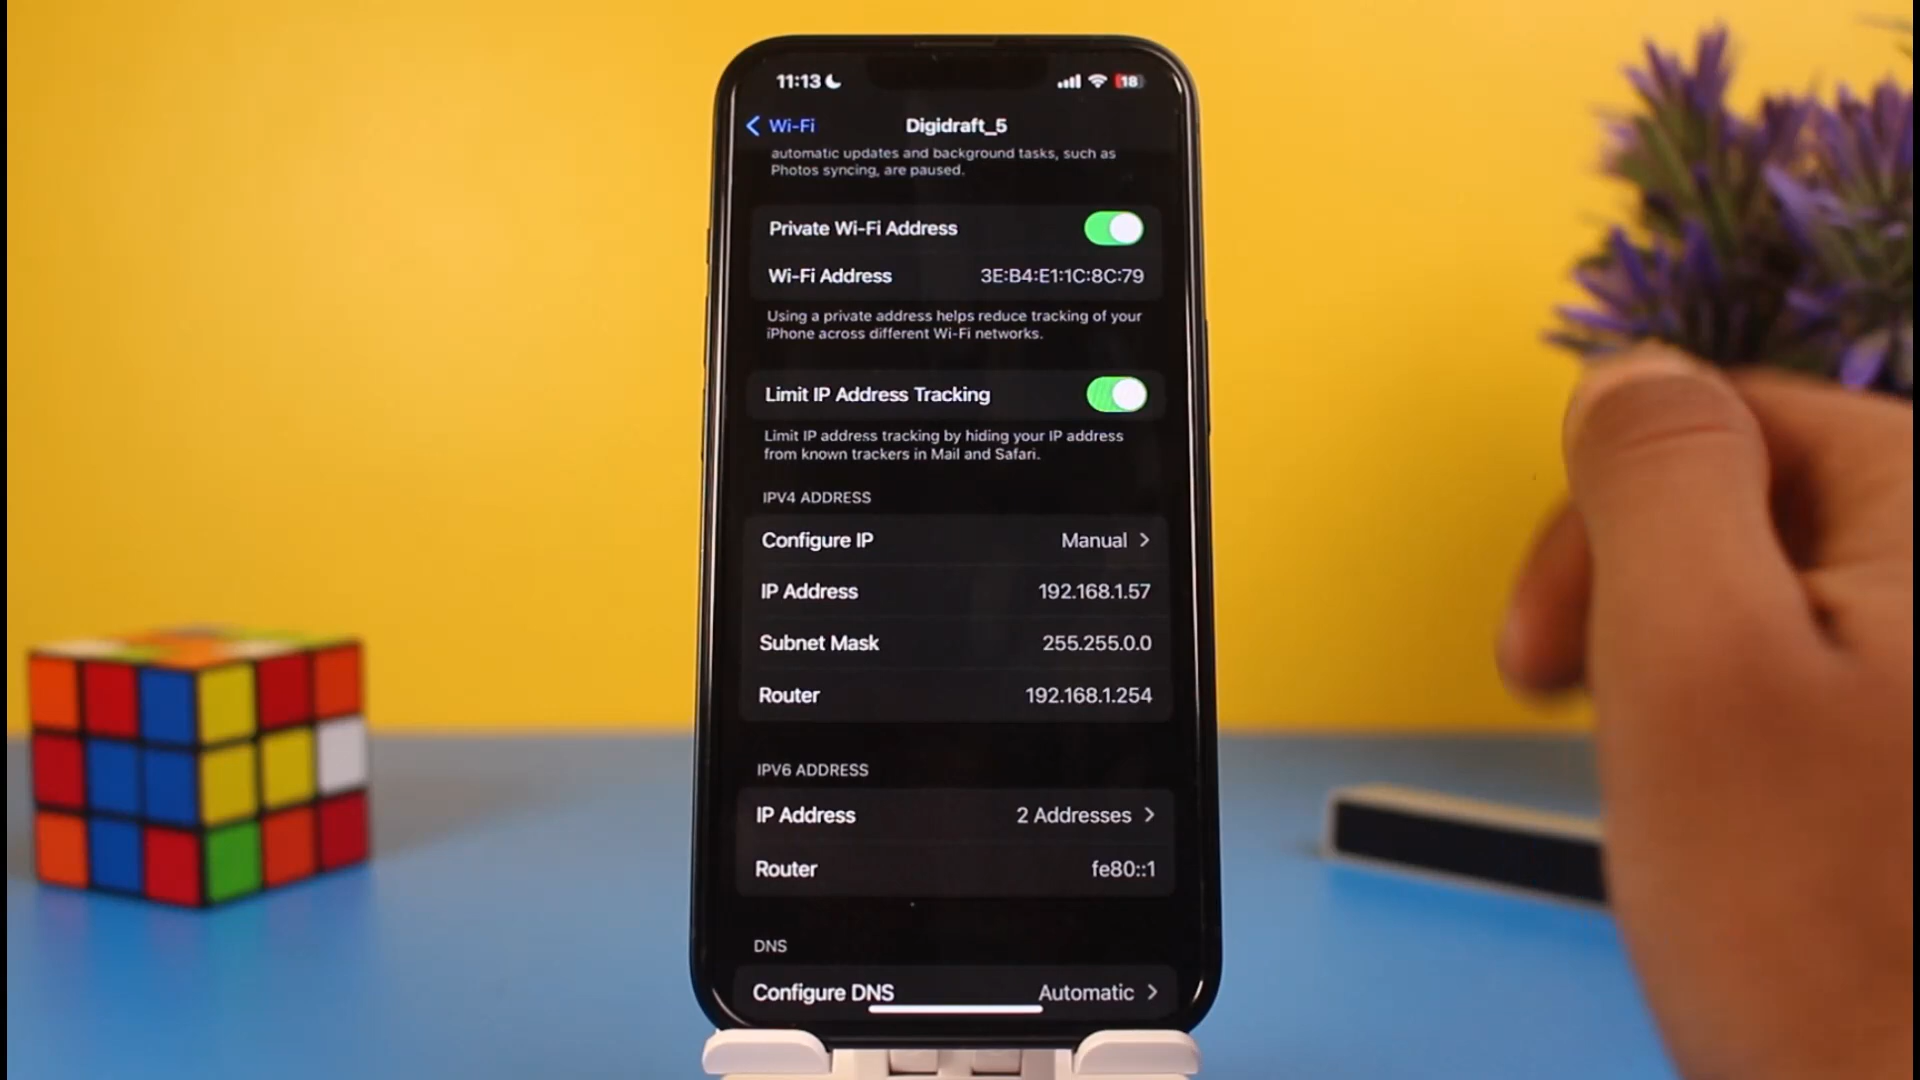 11:13
18
Wi-Fi
Digidraft_5
automatic updates and background tasks, such as
Photos syncing, are paused.
Private Wi-Fi Address
Wi-Fi Address 3E:B4:E1:1C:8C:79
Using a private address helps reduce tracking of your
iPhone across different Wi-Fi networks.
Limit IP Address Tracking
Limit IP address tracking by hiding your IP address
from known trackers in Mail and Safari.
IPV4 ADDRESS
Configure IP Manual
IP Address 192.168.1.57
Subnet Mask 255.255.0.0
Router 192.168.1.254
IPV6 ADDRESS
IP Address 2 Addresses
Router fe80::1
DNS
Configure DNS Automatic